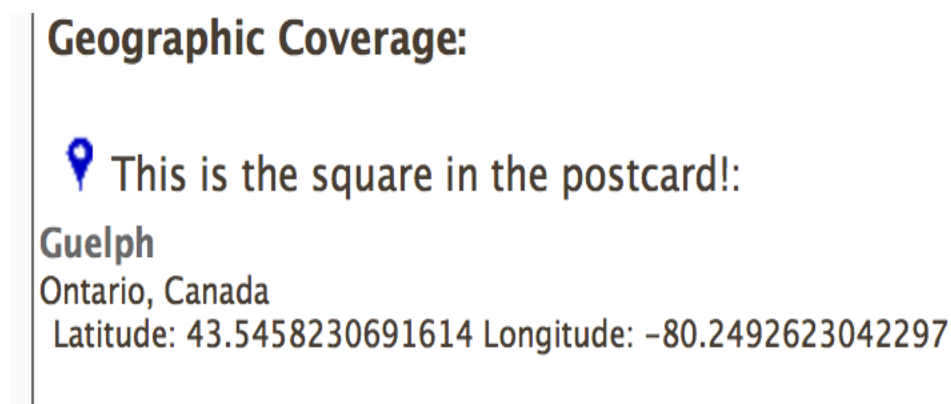 Geographic Coverage:
This is the square in the postcard!:
Guelph
Ontario, Canada
Latitude: 43.5458230691614 Longitude: −80.2492623042297